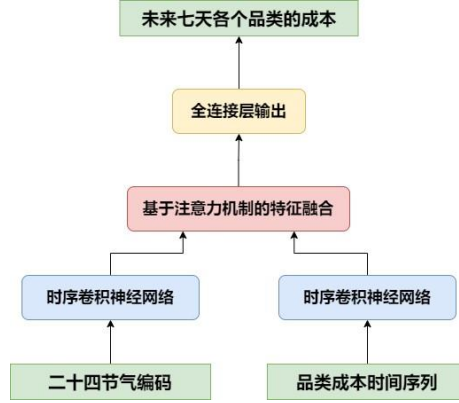 未来七天各个品类的成本
全连接层输出
基于注意力机制的特征融合
时序卷积神经网络
时序卷积神经网络
二十四节气编码
品类成本时间序列